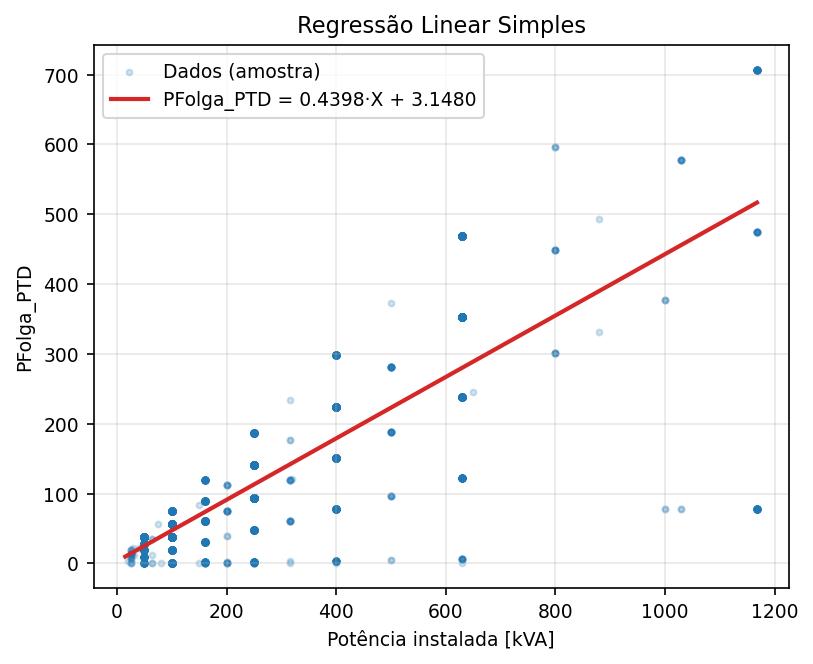 Regressão Linear Simples
Dados (amostra)
PFolga_PTD = 0.4398·X + 3.1480
PFolga_PTD
700
600
500
400
300
200
100
0
0 200 400 600 800 1000 1200
Potência instalada [kVA]